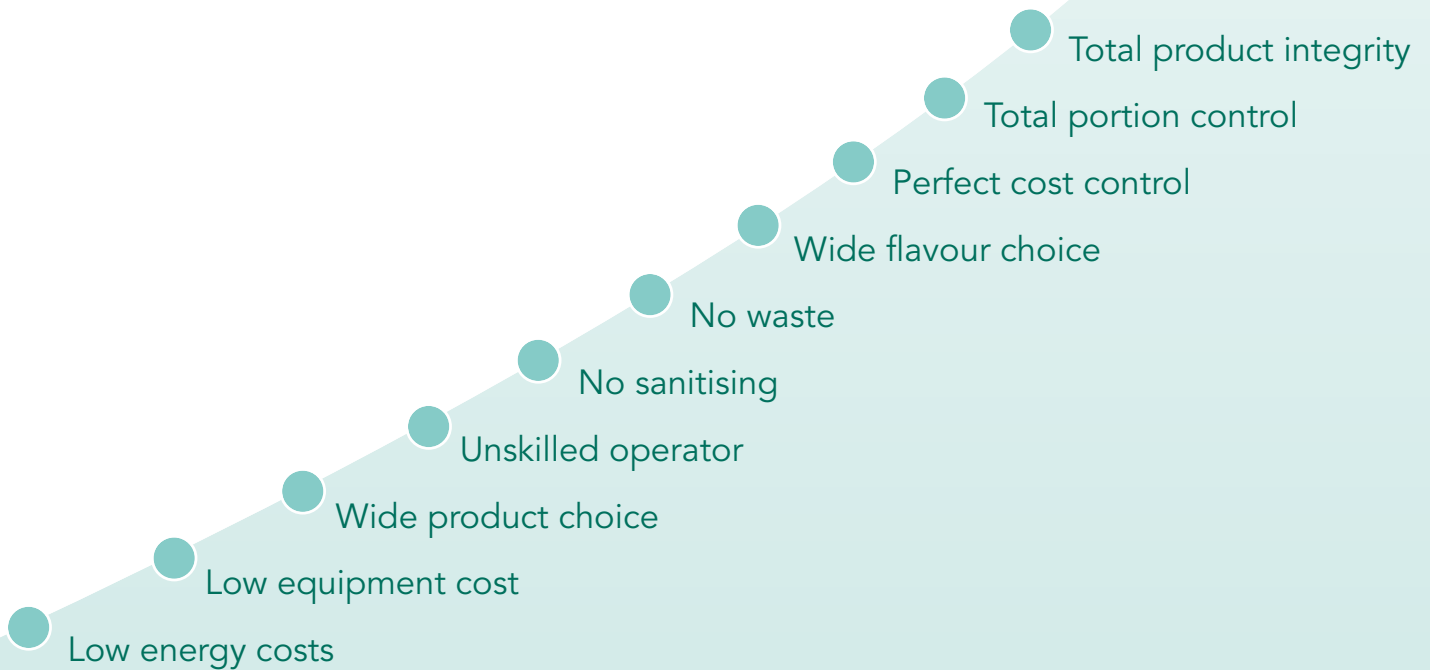 Total product integrity
Total portion control
Perfect cost control
Wide flavour choice
No waste
No sanitising
Unskilled operator
Wide product choice
Low equipment cost
Low energy costs